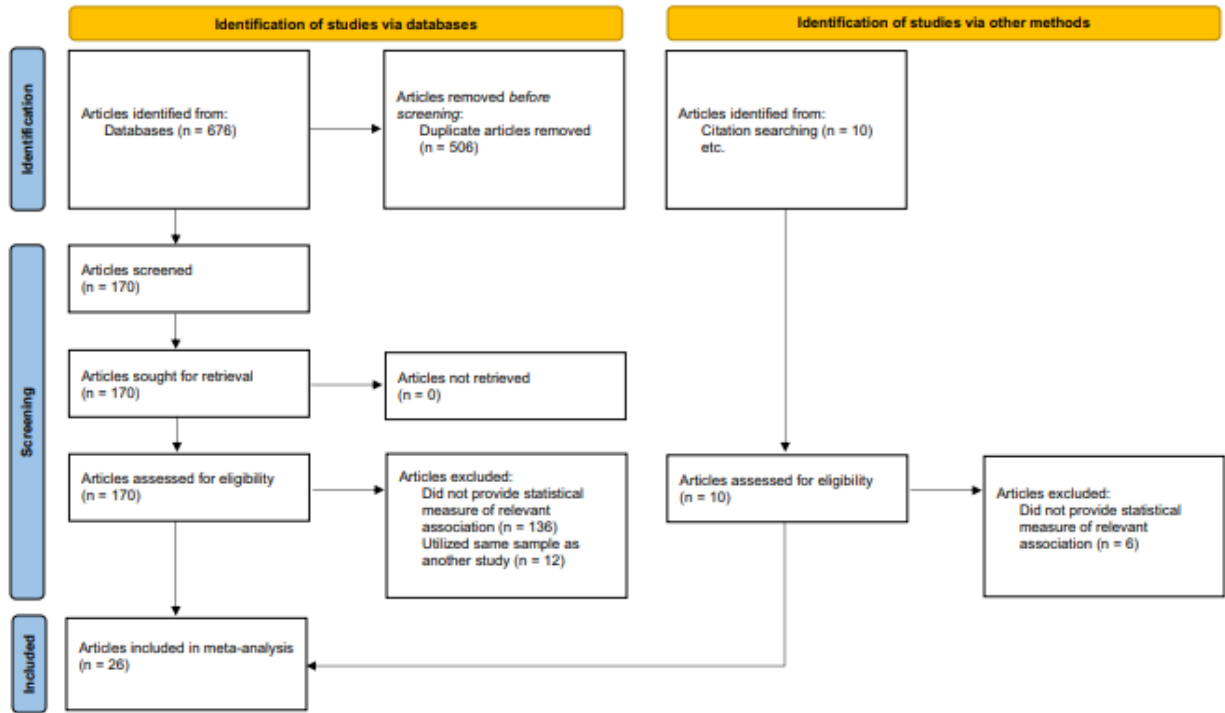 Identification of studies via databases
Identification of studies via other methods
Identification
Articles identified from:
Databases (n = 676)
Articles removed before
screening:
Duplicate articles removed
(n = 506)
Articles identified from:
Citation searching (n = 10)
etc.
Screening
Articles screened
(n = 170)
Articles sought for retrieval
(n = 170)
Articles not retrieved
(n = 0)
Articles assessed for eligibility
(n = 170)
Articles excluded:
Did not provide statistical
measure of relevant
association (n = 136)
Utilized same sample as
another study (n = 12)
Articles assessed for eligibility
(n = 10)
Articles excluded:
Did not provide statistical
measure of relevant
association (n = 6)
Included
Articles included in meta-analysis
(n = 26)